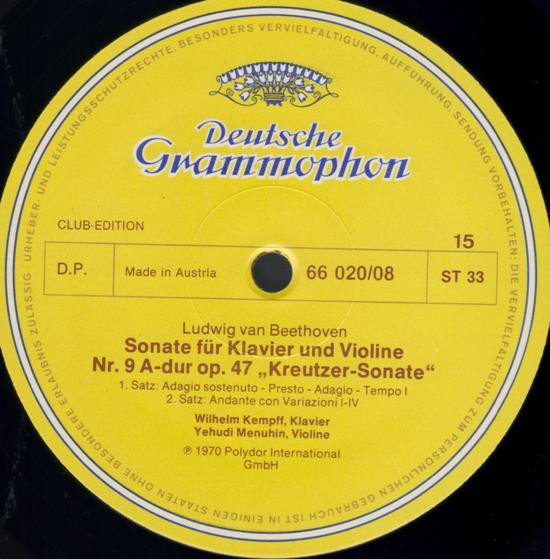 Deutsche
Grammophon
CLUB-EDITION
15
D.P.
Made in Austria
66 020/08
ST 33
Ludwig van Beethoven
Sonate für Klavier und Violine
Nr. 9 A-dur op. 47 „Kreutzer-Sonate“
1. Satz: Adagio sostenuto - Presto - Adagio - Tempo I
2. Satz: Andante con Variazioni I-IV
Wilhelm Kempff, Klavier
Yehudi Menuhin, Violine
℗ 1970 Polydor International
GmbH
URHEBER- UND LEISTUNGSSCHUTZRECHTE, BESONDERS VERVIELFÄLTIGUNG, AUFFÜHRUNG, SENDUNG VORBEHALTEN: DIE VERVIELFÄLTIGUNG ZUM PERSÖNLICHEN GEBRAUCH IST IN EINIGEN STAATEN OHNE BESONDERE ERLAUBNIS ZULÄSSIG ·